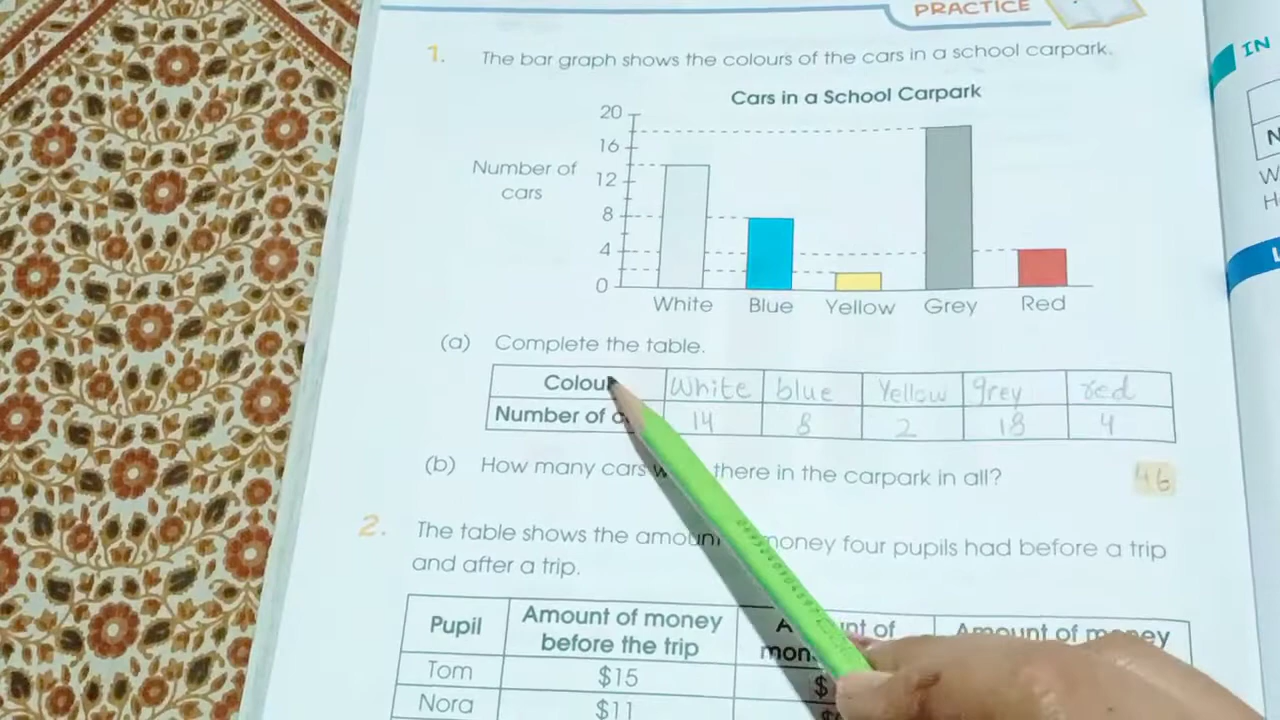 PRACTICE
1. The bar graph shows the colours of the cars in a school carpark.
Cars in a School Carpark
Number of cars
20
16
12
8
4
0
White Blue Yellow Grey Red
(a) Complete the table.
Colour White blue Yellow grey red
Number of 14 8 2 18 4
(b) How many cars there in the carpark in all? 46
2. The table shows the amount money four pupils had before a trip
and after a trip.
Pupil Amount of money before the trip Amount of money
Tom $15 $
Nora $11
IN